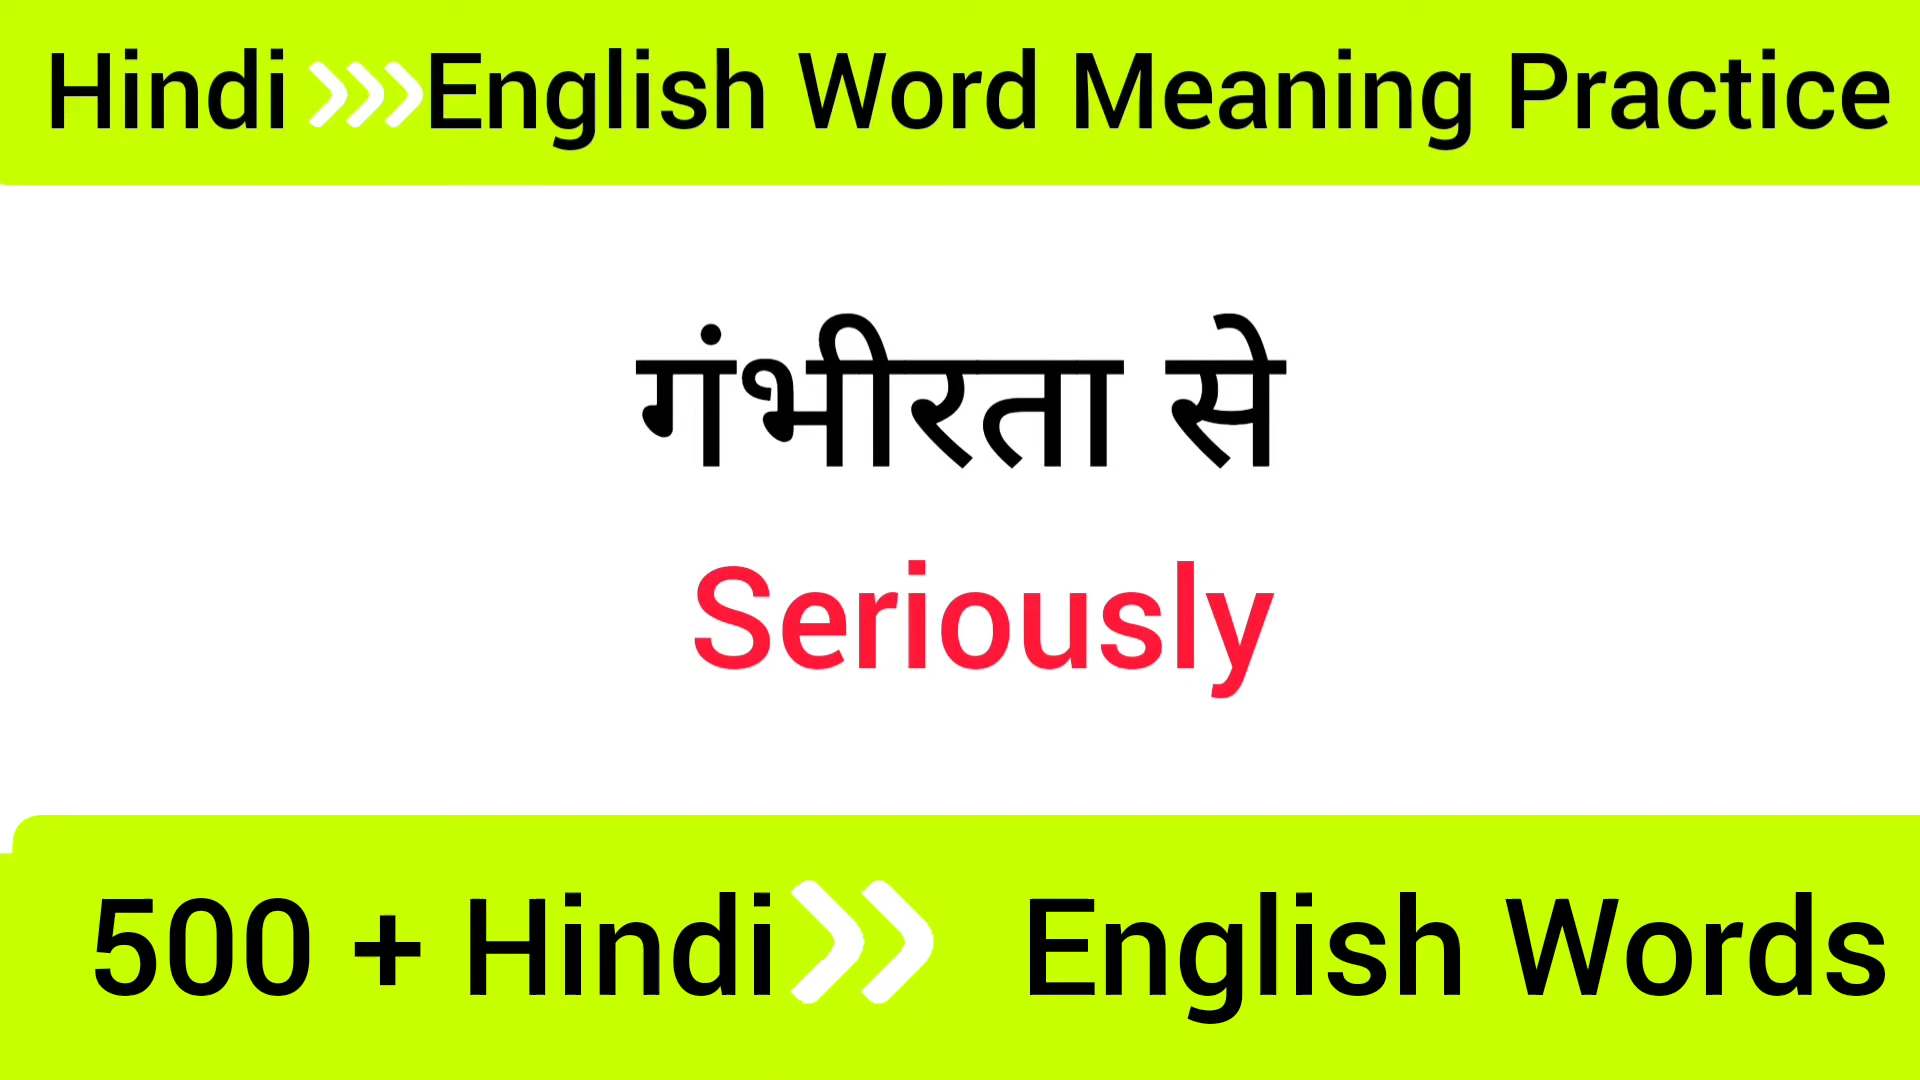 Hindi »›English Word Meaning Practice
गंभीरता से
Seriously
500 + Hindi» English Words